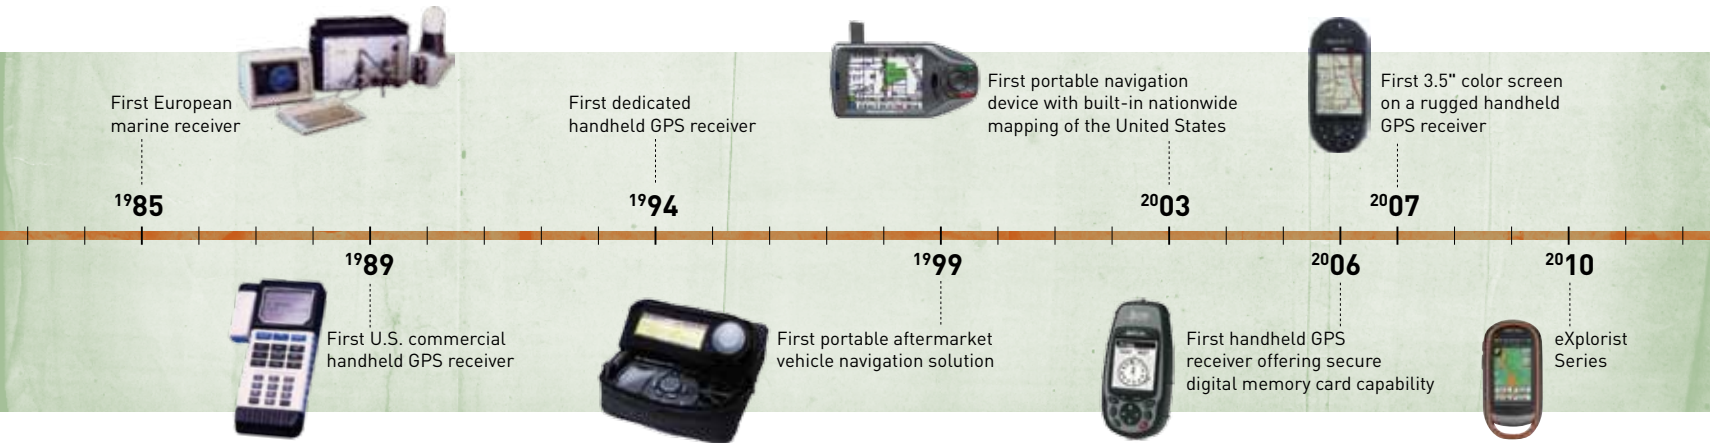 First European
marine receiver
1985
First U.S. commercial
handheld GPS receiver
1989
First dedicated
handheld GPS receiver
1994
First portable aftermarket
vehicle navigation solution
1999
First portable navigation
device with built-in nationwide
mapping of the United States
2003
First handheld GPS
receiver offering secure
digital memory card capability
2006
First 3.5" color screen
on a rugged handheld
GPS receiver
2007
eXplorist
Series
2010